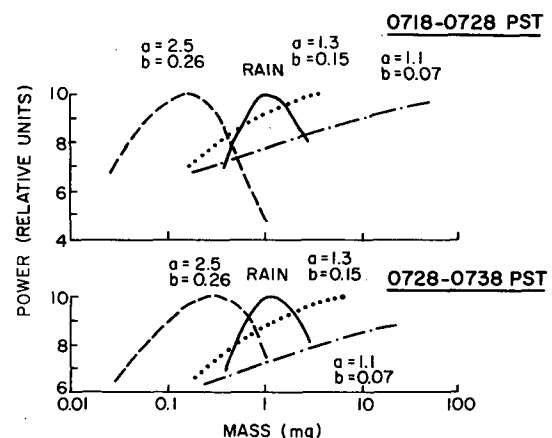 0718-0728 PST
a=2.5
b=0.26
RAIN
a=1.3
b=0.15
a=1.1
b=0.07
10
8
6
4
POWER (RELATIVE UNITS)
a=2.5
b=0.26
RAIN
a=1.3
b=0.15
0728-0738 PST
10
8
6
a=1.1
b=0.07
0.01
0.1
1
10
100
MASS (mg)